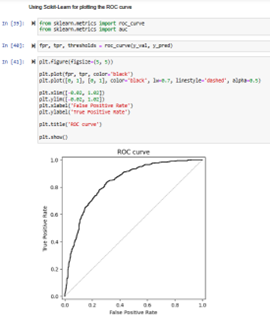 Using Scikit-Learn for plotting the ROC curve
In [39]:
from sklearn.metrics import roc_curve
from sklearn.metrics import auc
In [40]:
fpr, tpr, thresholds = roc_curve(y_val, y_pred)
In [41]:
plt.figure(figsize=(5, 5))
plt.plot(fpr, tpr, color='black')
plt.plot([0, 1], [0, 1], color='black', lw=0.7, linestyle='dashed', alpha=0.5)
plt.xlim([-0.02, 1.02])
plt.ylim([-0.02, 1.02])
plt.xlabel('False Positive Rate')
plt.ylabel('True Positive Rate')
plt.title('ROC curve')
plt.show()
ROC curve
1.0
0.8
0.6
0.4
0.2
0.0
True Positive Rate
0.0 0.2 0.4 0.6 0.8 1.0
False Positive Rate